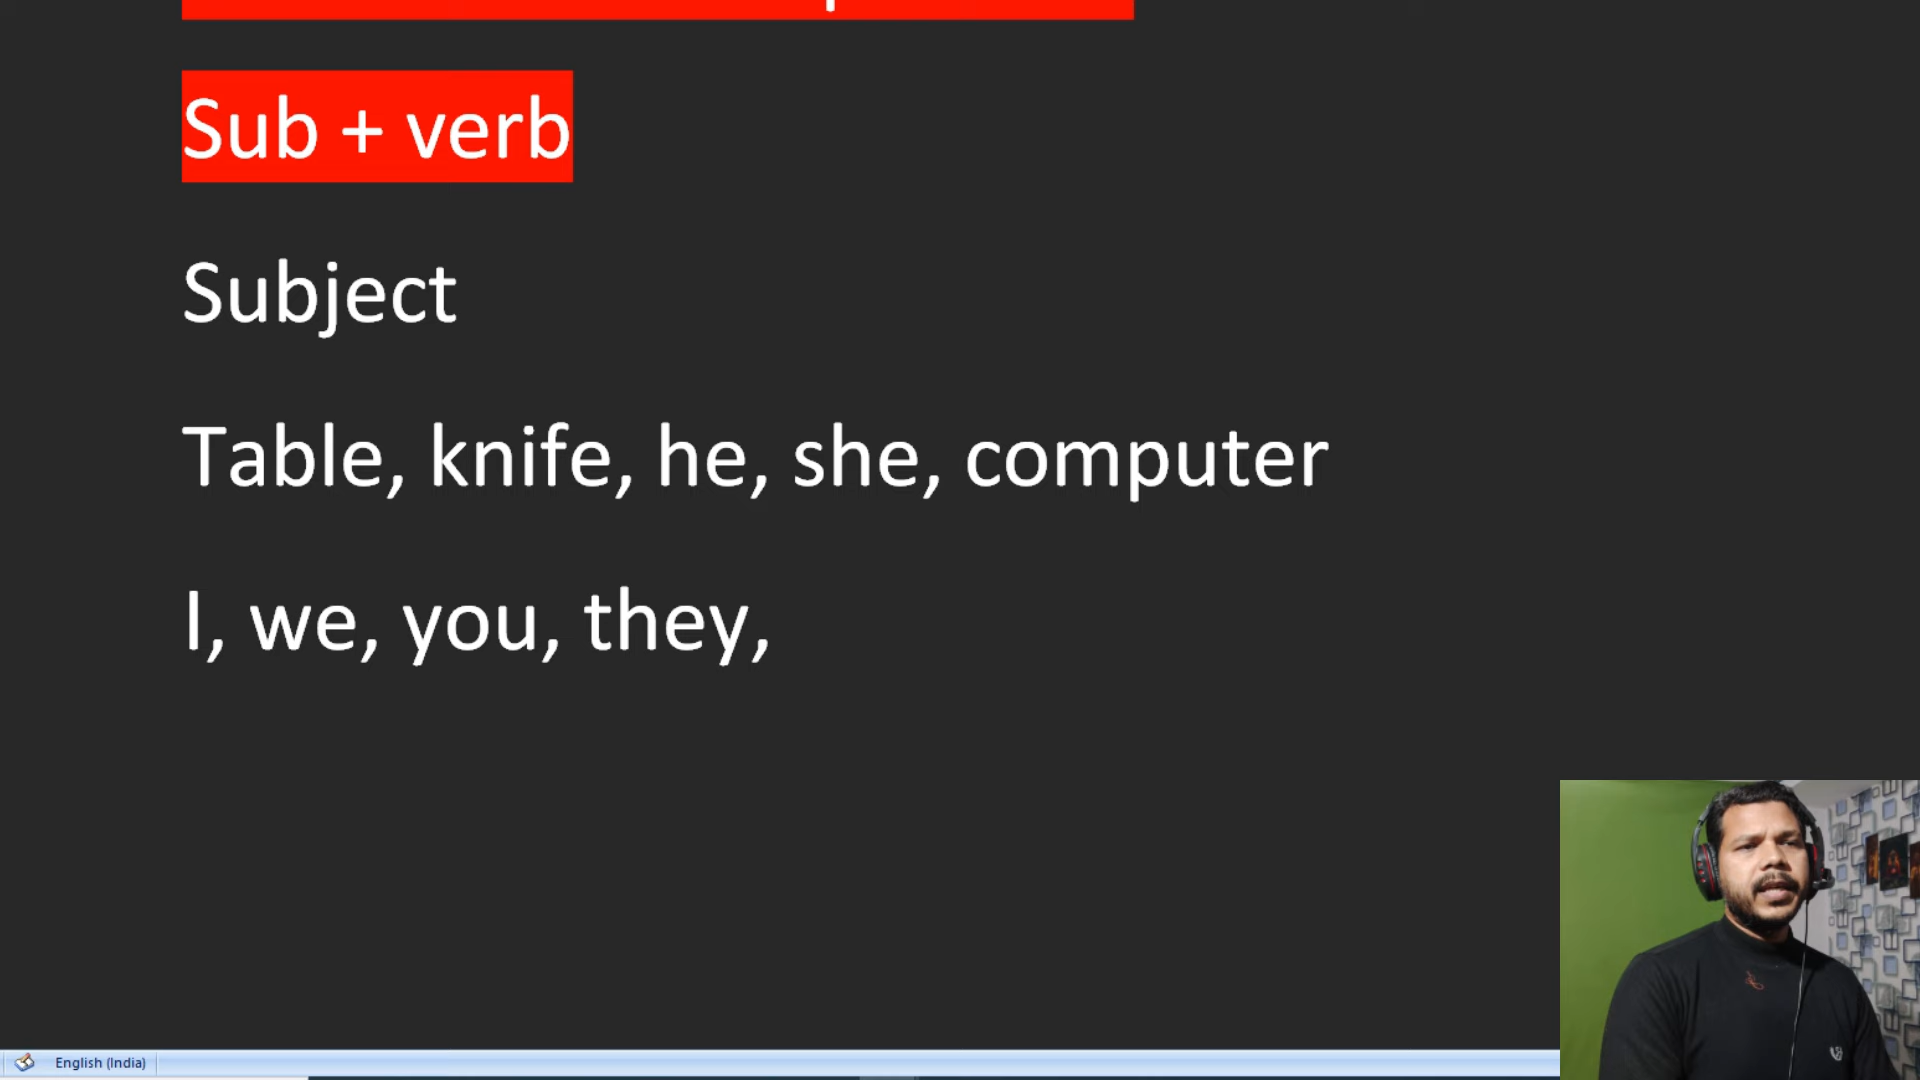 Sub + verb
Subject
Table, knife, he, she, computer
I, we, you, they,
English (India)